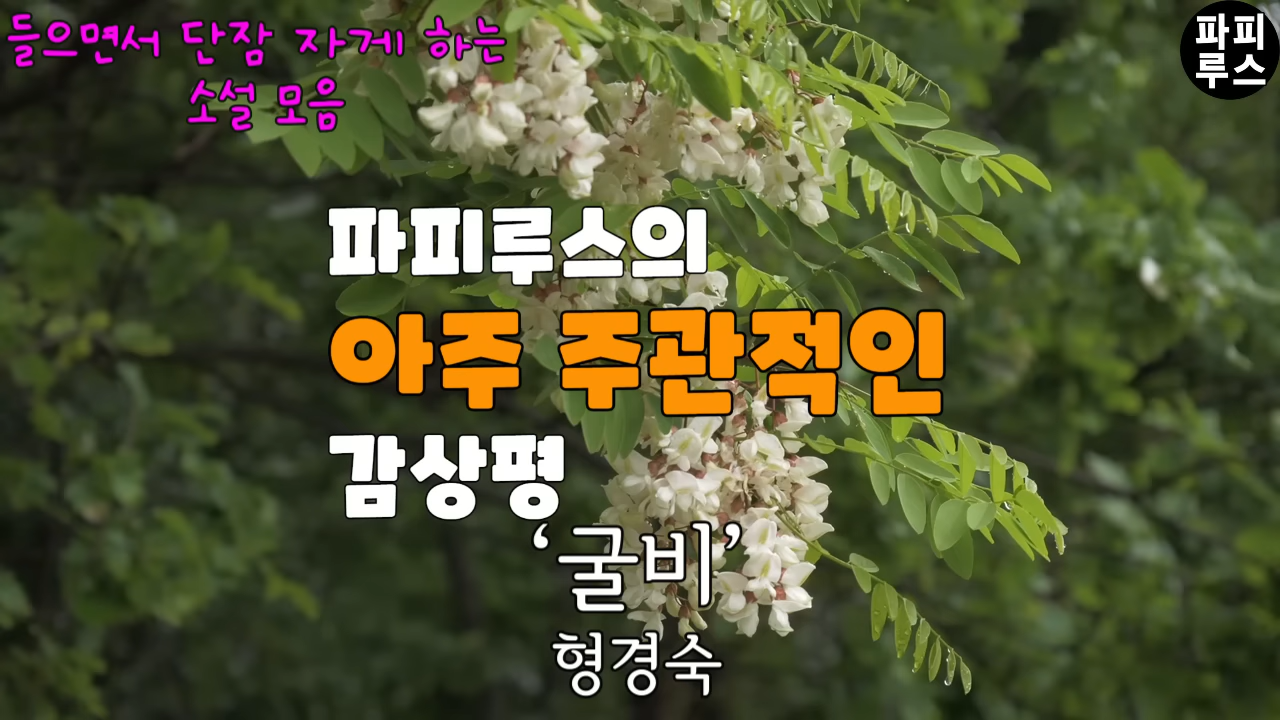 들으면서 단잠 자게 하는
소설 모음
파피
루스
파피루스의
아주 주관적인
감상평
‘굴비’
형경숙